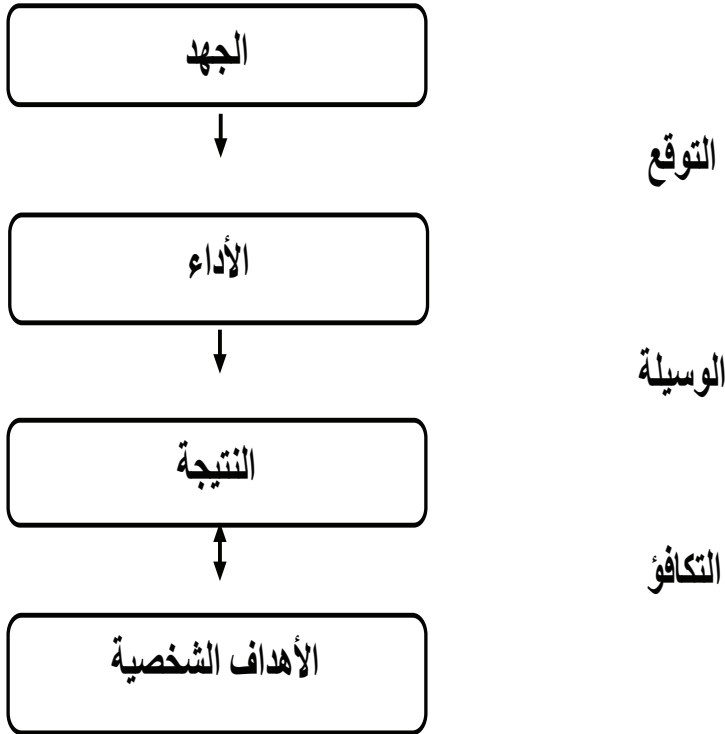 الجهد
التوقع
الأداء
الوسيلة
النتيجة
التكافؤ
الأهداف الشخصية